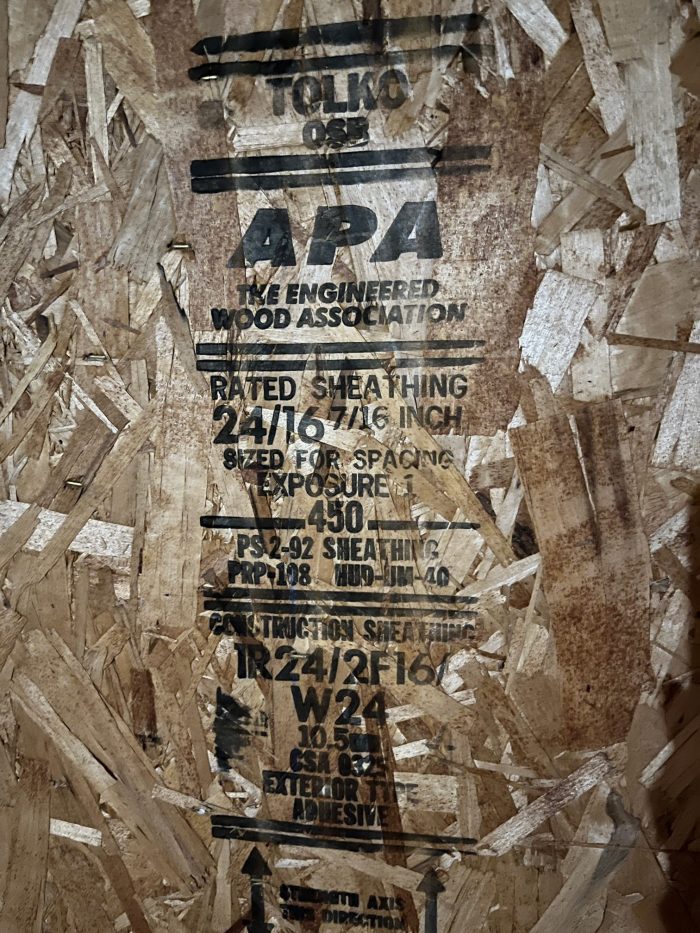 TOLKO
OSB
APA
THE ENGINEERED
WOOD ASSOCIATION
RATED SHEATHING
24/16 7/16 INCH
SIZED FOR SPACING
EXPOSURE 1
450
PS 2-92 SHEATHING
PRP-108 HUD-UM-40
CONSTRUCTION SHEATHING
1R24/2F16/
W24
10.5mm
CSA 0325
EXTERIOR TYPE
ADHESIVE
STRENGTH AXIS
THIS DIRECTION